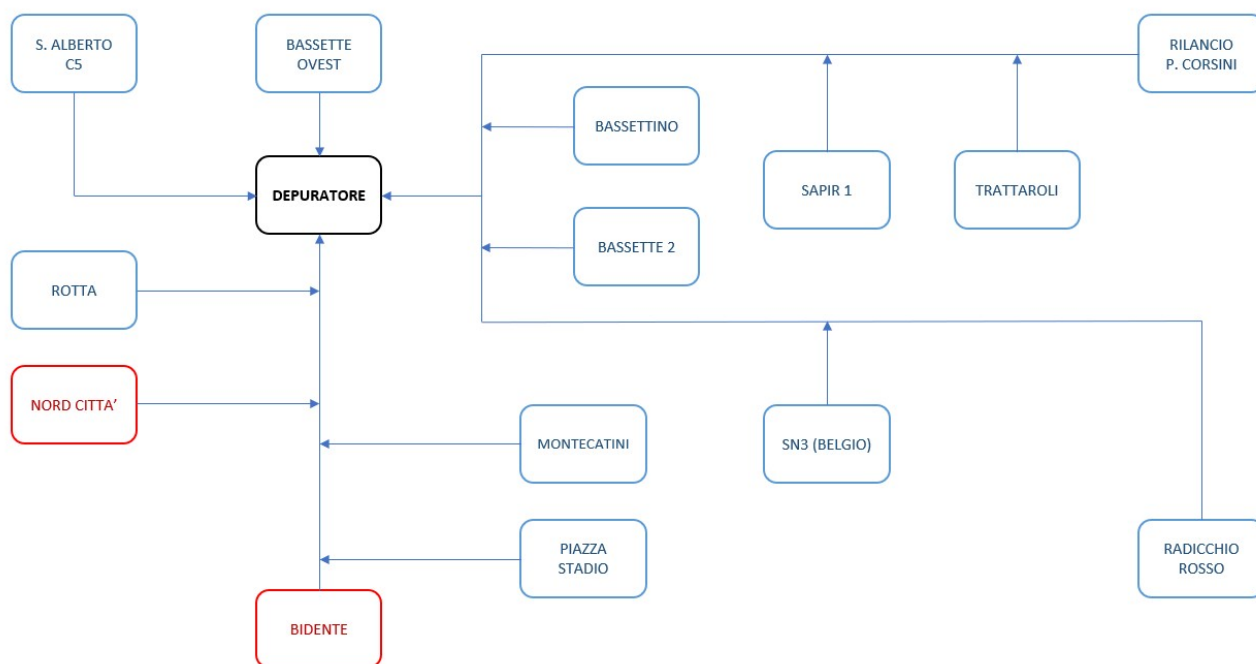 S. ALBERTO
C5
BASSETTE
OVEST
RILANCIO
P. CORSINI
BASSETTINO
DEPURATORE
SAPIR 1
TRATTAROLI
BASSETTE 2
ROTTA
NORD CITTA’
MONTECATINI
SN3 (BELGIO)
PIAZZA
STADIO
RADICCHIO
ROSSO
BIDENTE